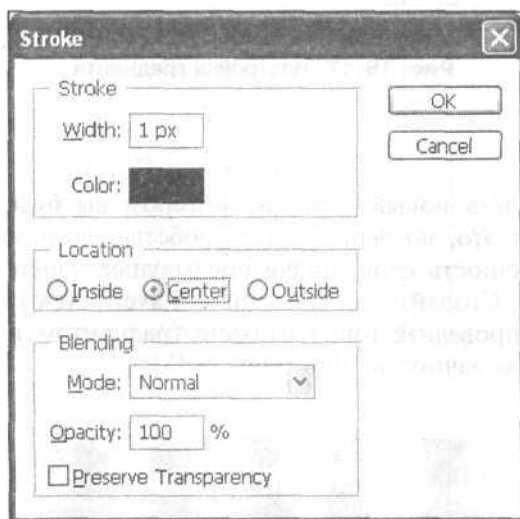 Stroke
Stroke
Width: 1 px
Color:
OK
Cancel
Location
Inside Center Outside
Blending
Mode: Normal
Opacity: 100 %
Preserve Transparency